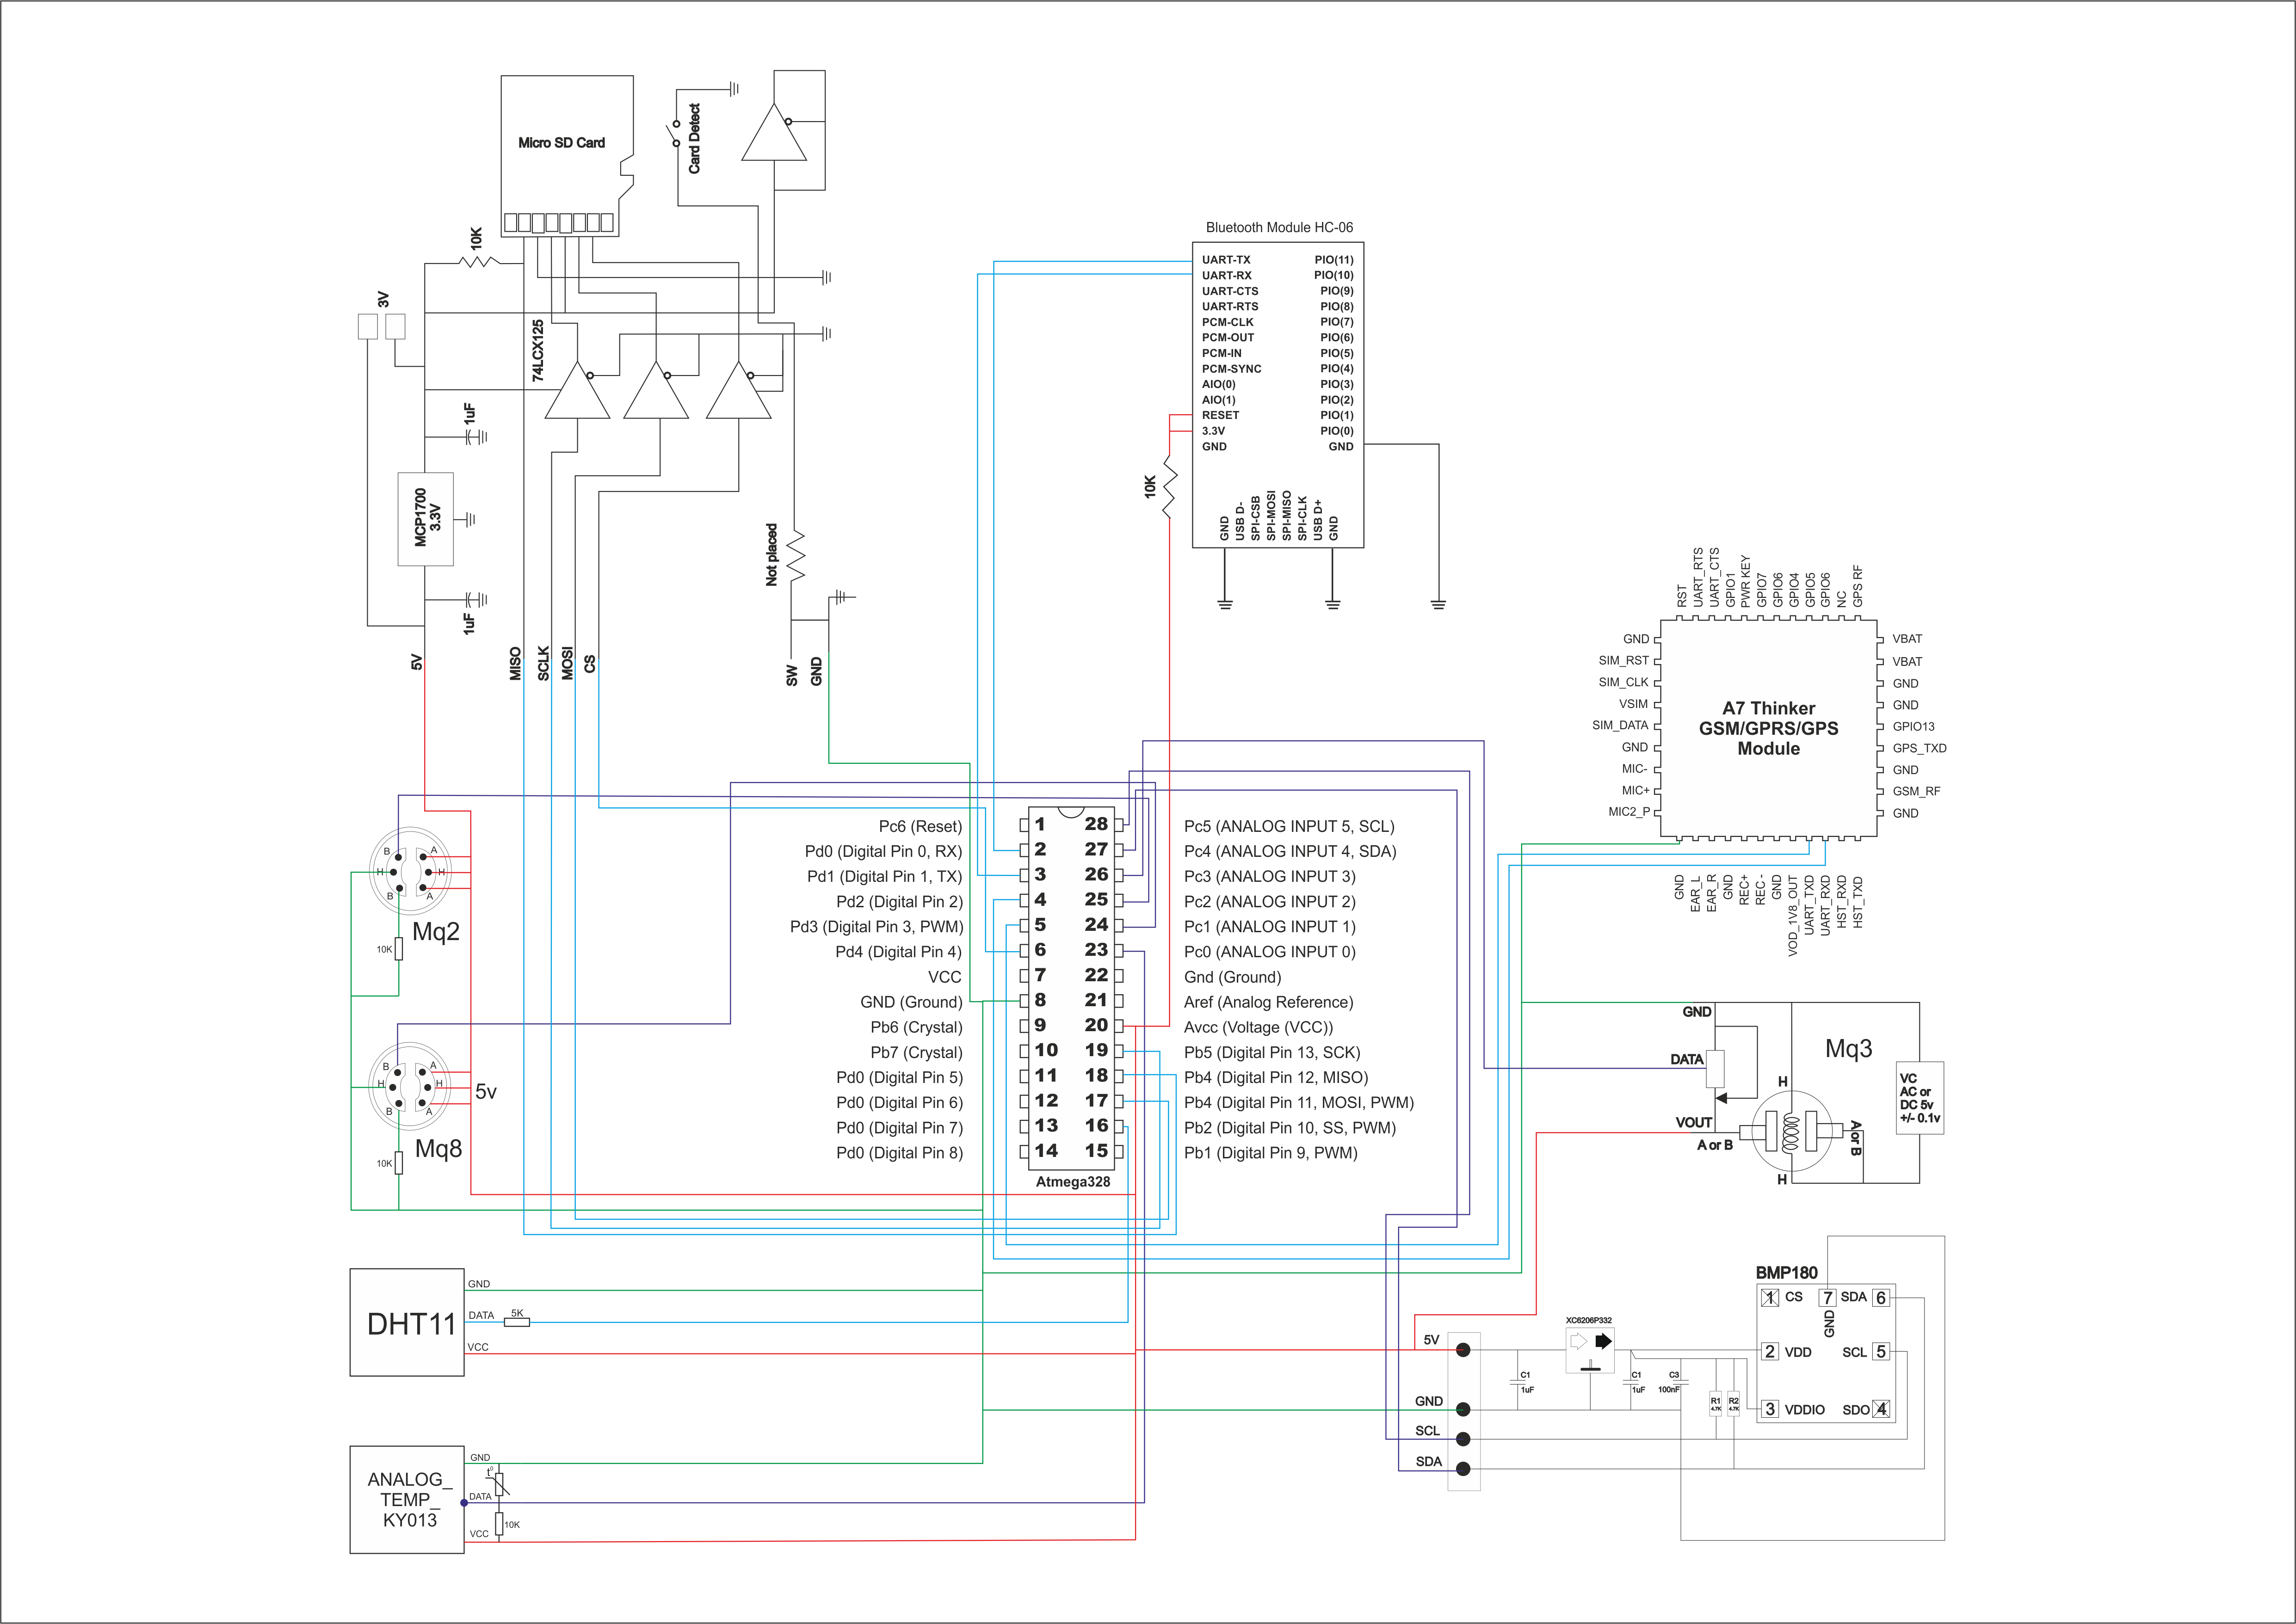 Micro SD Card
Card Detect
10K
3V
74LCX125
1uF
MCP1700
3.3V
1uF
Not placed
5V
MISO
SCLK
MOSI
CS
SW
GND
Bluetooth Module HC-06
UART-TX
UART-RX
UART-CTS
UART-RTS
PCM-CLK
PCM-OUT
PCM-IN
PCM-SYNC
AIO(0)
AIO(1)
RESET
3.3V
GND
PIO(11)
PIO(10)
PIO(9)
PIO(8)
PIO(7)
PIO(6)
PIO(5)
PIO(4)
PIO(3)
PIO(2)
PIO(1)
PIO(0)
GND
GND
USB D-
SPI-CSB
SPI-MOSI
SPI-MISO
SPI-CLK
USB D+
GND
10K
RST
UART_RTS
UART_CTS
GPIO1
PWR KEY
GPIO7
GPIO6
GPIO4
GPIO5
GPIO6
NC
GPS RF
GND
SIM_RST
SIM_CLK
VSIM
SIM_DATA
GND
MIC-
MIC+
MIC2_P
A7 Thinker
GSM/GPRS/GPS
Module
VBAT
VBAT
GND
GND
GPIO13
GPS_TXD
GND
GSM_RF
GND
GND
EAR_L
EAR_R
GND
REC+
REC -
GND
VOD_1V8_OUT
UART_TXD
UART_RXD
HST_RXD
HST_TXD
B A
H H
B A
Mq2
10K
B A
H H
B A
5v
Mq8
10K
Pc6 (Reset)
Pd0 (Digital Pin 0, RX)
Pd1 (Digital Pin 1, TX)
Pd2 (Digital Pin 2)
Pd3 (Digital Pin 3, PWM)
Pd4 (Digital Pin 4)
VCC
GND (Ground)
Pb6 (Crystal)
Pb7 (Crystal)
Pd0 (Digital Pin 5)
Pd0 (Digital Pin 6)
Pd0 (Digital Pin 7)
Pd0 (Digital Pin 8)
1 28
2 27
3 26
4 25
5 24
6 23
7 22
8 21
9 20
10 19
11 18
12 17
13 16
14 15
Atmega328
Pc5 (ANALOG INPUT 5, SCL)
Pc4 (ANALOG INPUT 4, SDA)
Pc3 (ANALOG INPUT 3)
Pc2 (ANALOG INPUT 2)
Pc1 (ANALOG INPUT 1)
Pc0 (ANALOG INPUT 0)
Gnd (Ground)
Aref (Analog Reference)
Avcc (Voltage (VCC))
Pb5 (Digital Pin 13, SCK)
Pb4 (Digital Pin 12, MISO)
Pb4 (Digital Pin 11, MOSI, PWM)
Pb2 (Digital Pin 10, SS, PWM)
Pb1 (Digital Pin 9, PWM)
GND
DATA
VOUT
A or B
H
H
A or B
Mq3
VC
AC or
DC 5v
+/- 0.1v
DHT11
GND
DATA
5K
VCC
ANALOG_
TEMP_
KY013
GND
t⁰
DATA
10K
VCC
5V
GND
SCL
SDA
C1
1uF
XC6206P332
C1
1uF
C3
100nF
R1
4.7K
R2
4.7K
BMP180
1 CS
7
GND
SDA 6
2 VDD
SCL 5
3 VDDIO
SDO 4